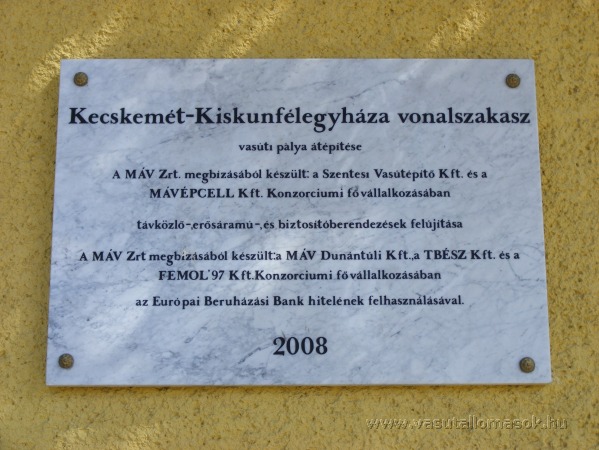 Kecskemét-Kiskunfélegyháza vonalszakasz
vasúti pálya átépítése
A MÁV Zrt. megbízásából készült: a Szentesi Vasútépítő Kft. és a
MÁVÉPCELL Kft. Konzorciumi fővállalkozásában
távközlő-,erősáramú-,és biztosítóberendezések felújítása
A MÁV Zrt megbízásából készült:a MÁV Dunántúli Kft.,a TBÉSZ Kft. és a
FEMOL'97 Kft.Konzorciumi fővállalkozásában
az Európai Beruházási Bank hitelének felhasználásával.
2008
© www.vasutallomasok.hu